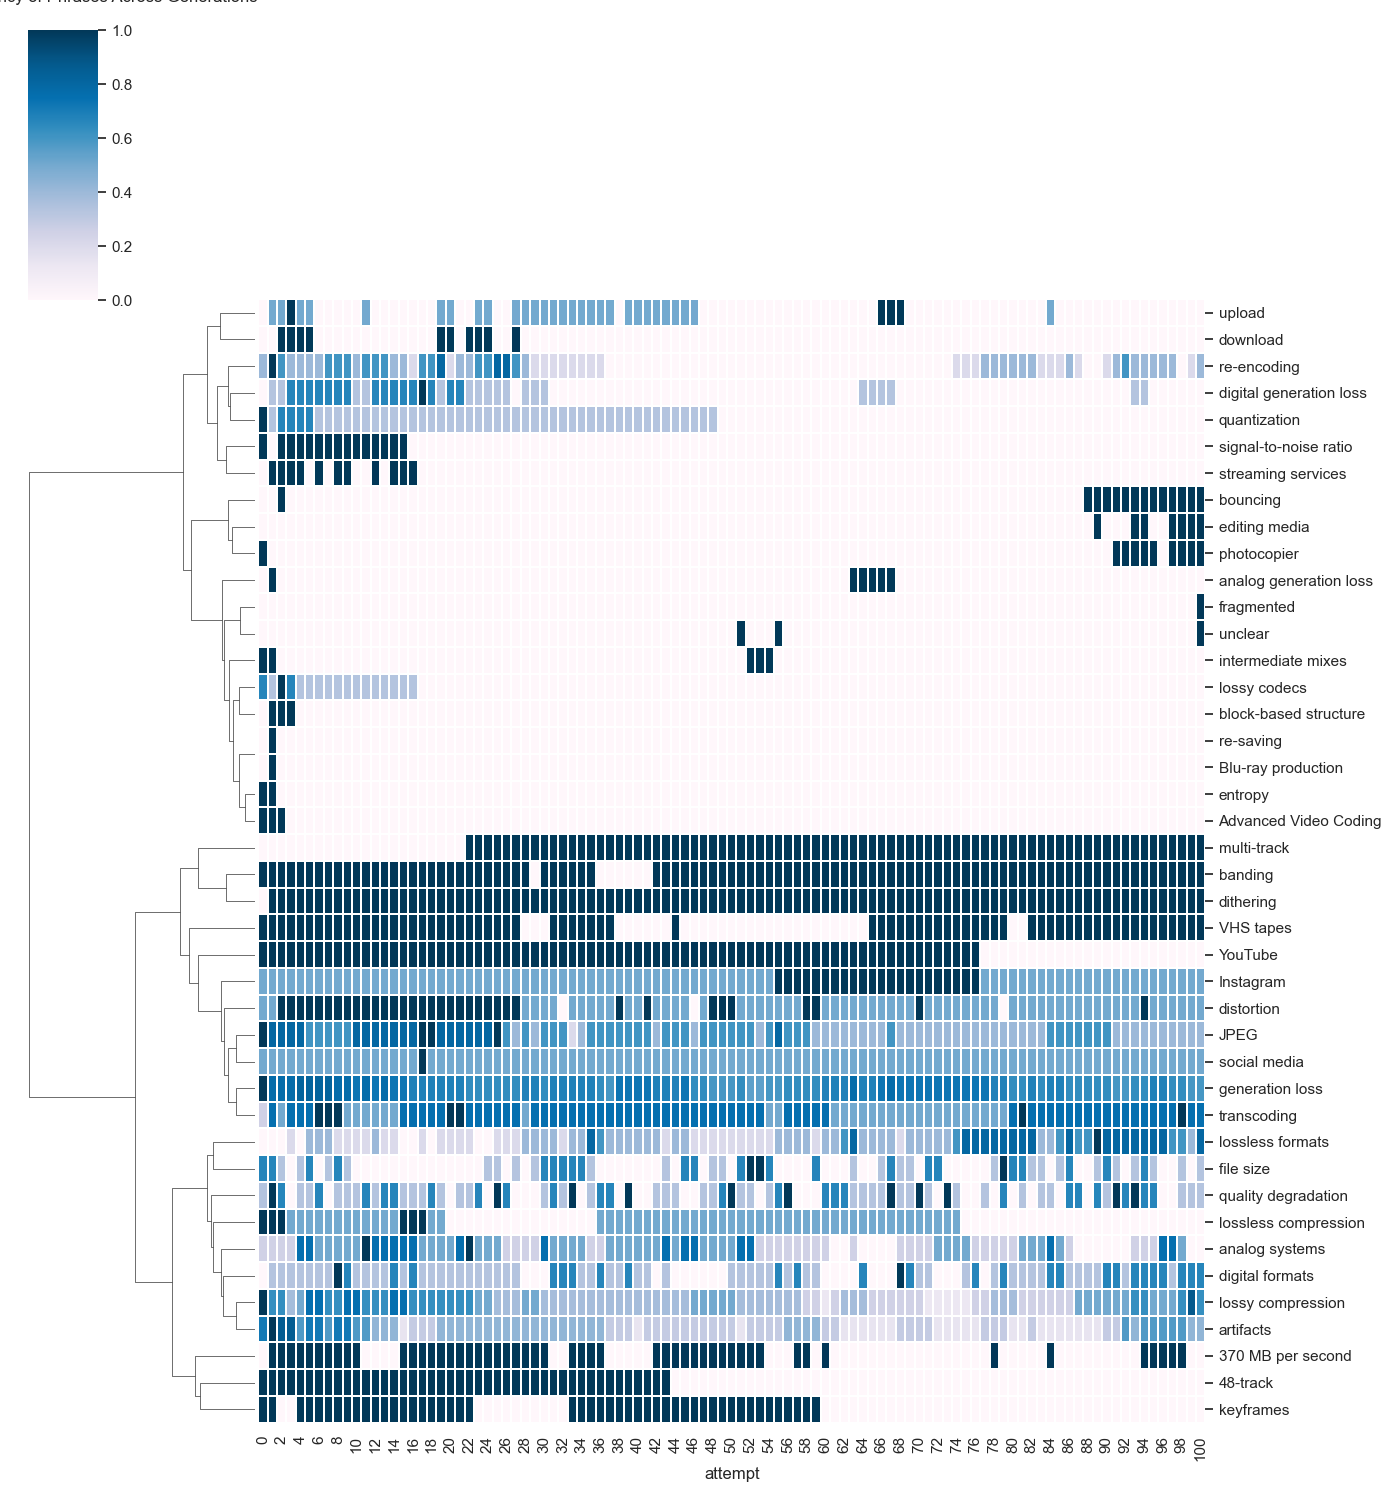 of Phrases Across Generations
1.0
0.8
0.6
0.4
0.2
0.0
upload
download
re-encoding
digital generation loss
quantization
signal-to-noise ratio
streaming services
bouncing
editing media
photocopier
analog generation loss
fragmented
unclear
intermediate mixes
lossy codecs
block-based structure
re-saving
Blu-ray production
entropy
Advanced Video Coding
multi-track
banding
dithering
VHS tapes
YouTube
Instagram
distortion
JPEG
social media
generation loss
transcoding
lossless formats
file size
quality degradation
lossless compression
analog systems
digital formats
lossy compression
artifacts
370 MB per second
48-track
keyframes
0 2 4 6 8 10 12 14 16 18 20 22 24 26 28 30 32 34 36 38 40 42 44 46 48 50 52 54 56 58 60 62 64 66 68 70 72 74 76 78 80 82 84 86 88 90 92 94 96 98 100
attempt